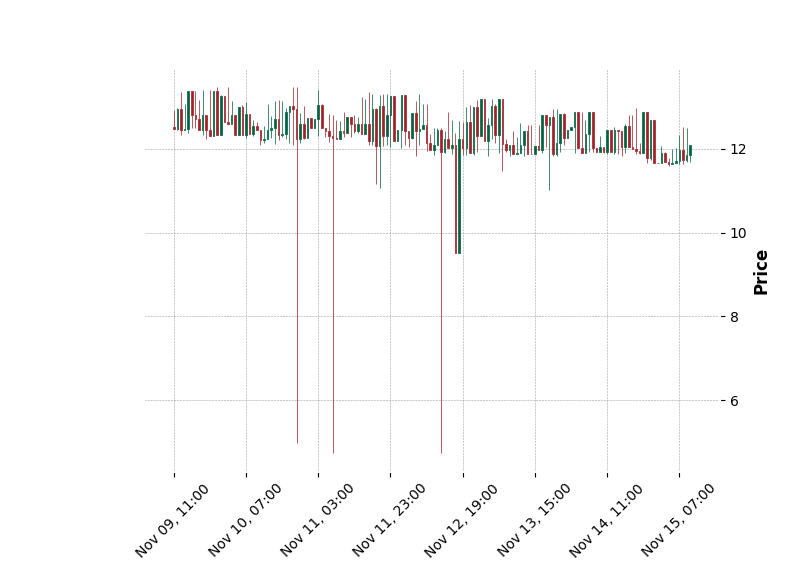 12
10
8
6
Price
Nov 09, 11:00
Nov 10, 07:00
Nov 11, 03:00
Nov 11, 23:00
Nov 12, 19:00
Nov 13, 15:00
Nov 14, 11:00
Nov 15, 07:00